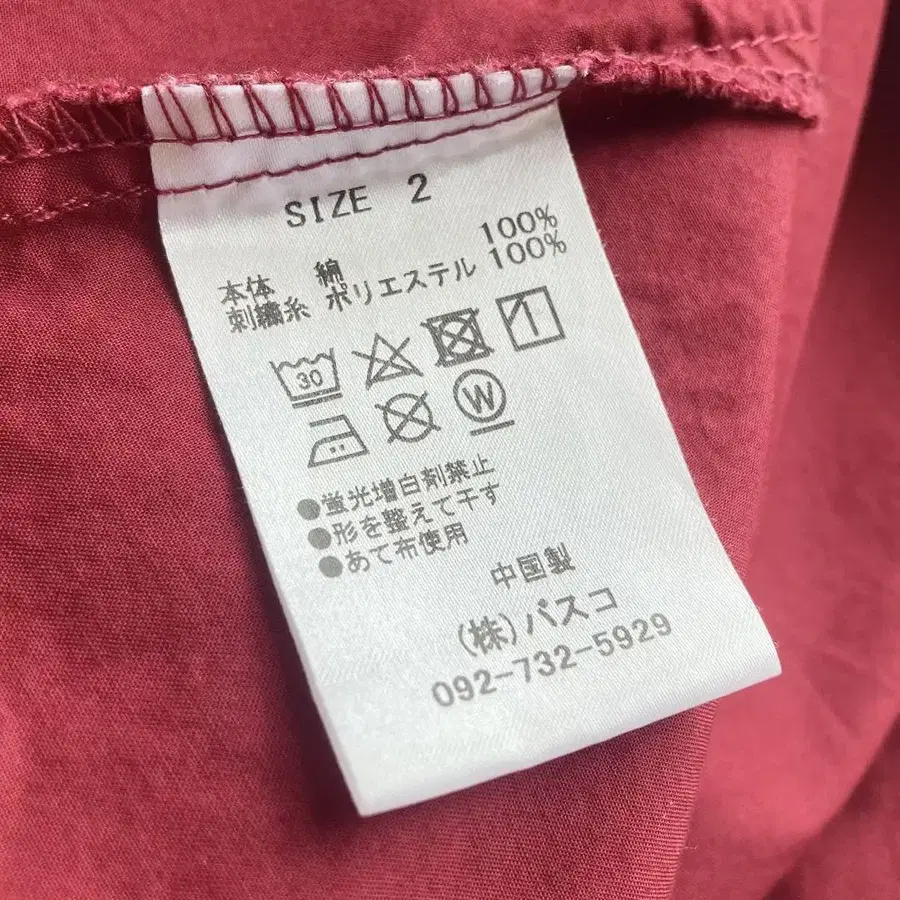 SIZE 2
本体 綿 100%
刺繍糸 ポリエステル 100%
30
W
●蛍光増白剤禁止
●形を整えて干す
●あて布使用
中国製
(株)パスコ
092-732-5929